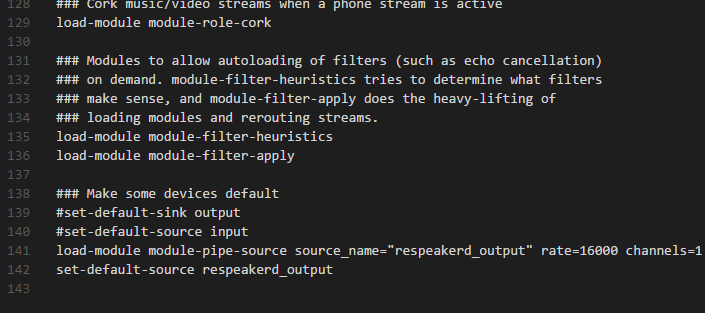 128 ### Cork music/video streams when a phone stream is active
129 load-module module-role-cork
130
131 ### Modules to allow autoloading of filters (such as echo cancellation)
132 ### on demand. module-filter-heuristics tries to determine what filters
133 ### make sense, and module-filter-apply does the heavy-lifting of
134 ### loading modules and rerouting streams.
135 load-module module-filter-heuristics
136 load-module module-filter-apply
137
138 ### Make some devices default
139 #set-default-sink output
140 #set-default-source input
141 load-module module-pipe-source source_name="respeakerd_output" rate=16000 channels=1
142 set-default-source respeakerd_output
143